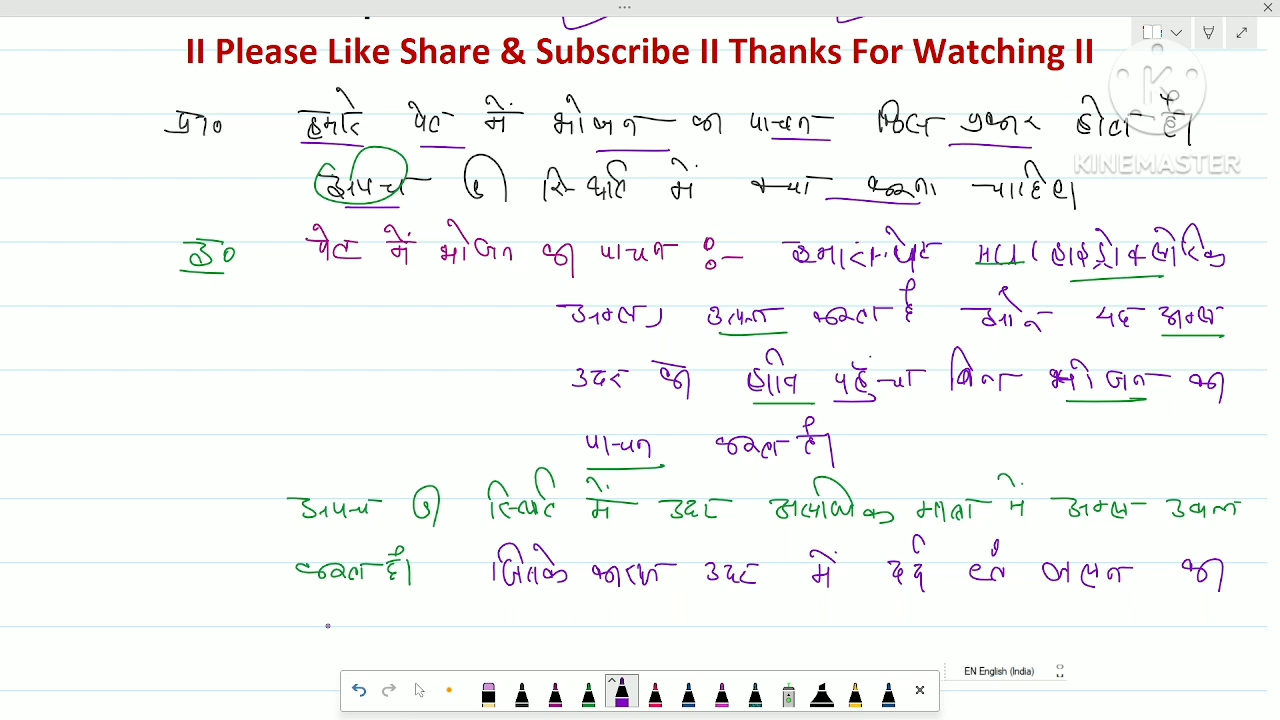 II Please Like Share & Subscribe II Thanks For Watching II
प्र० हमारे पेट में भोजन का पाचन किस प्रकार होता है।
KINEMASTER
अपच की स्थिति में क्या करना चाहिए।
उ० पेट में भोजन का पाचन :- हमारा पेट HCl (हाइड्रोक्लोरिक
अम्ल) उत्पन्न करता है और यह अम्ल
उदर को हानि पहुँचा बिना भोजन का
पाचन करता है।
अपच की स्थिति में उदर अत्यधिक मात्रा में अम्ल उत्पन्न
करता है। जिसके कारण उदर में दर्द एवं जलन का
EN English (India)